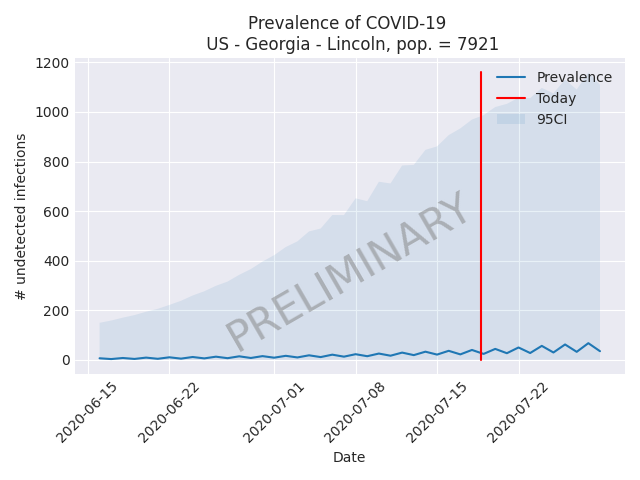 Prevalence of COVID-19
US - Georgia - Lincoln, pop. = 7921
1200
1000
800
600
400
200
0
# undetected infections
Prevalence
Today
95CI
PRELIMINARY
2020-06-15
2020-06-22
2020-07-01
2020-07-08
2020-07-15
2020-07-22
Date